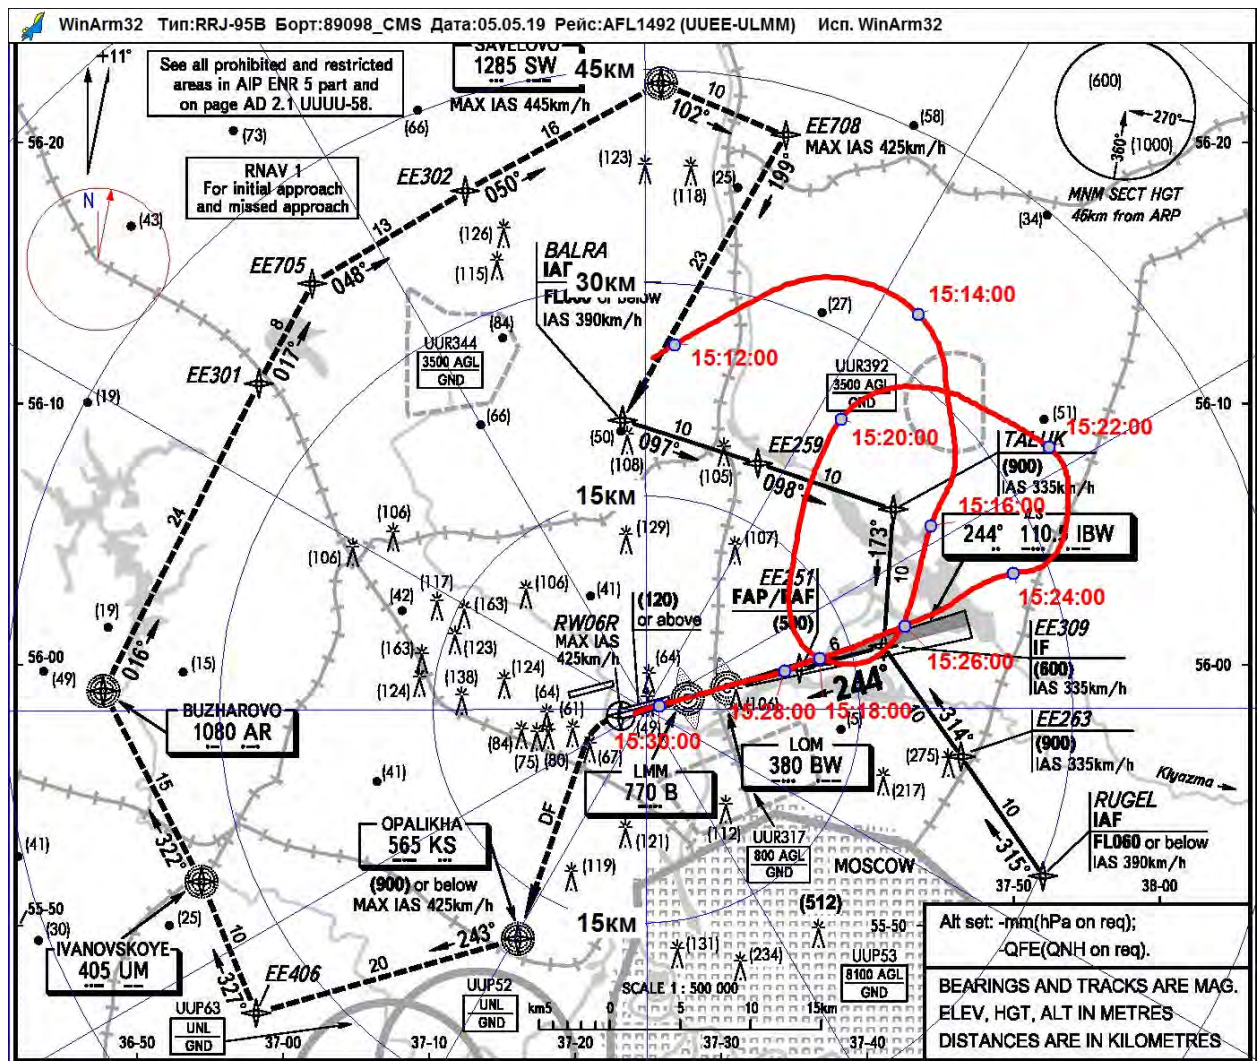 WinArm32 Тип:RRJ-95B Борт:89098_CMS Дата:05.05.19 Рейс:AFL1492 (UUEE-ULMM) Исп. WinArm32
+11°
See all prohibited and restricted
areas in AIP ENR 5 part and
on page AD 2.1 UUUU-58.
SAVELOVO
1285 SW
MAX IAS 445km/h
45км
10
102°
(600)
270°
360°
(1000)
MNM SECT HGT
46km from ARP
56-20
56-20
(73)
(66)
16
EE708
MAX IAS 425km/h
(58)
RNAV 1
For initial approach
and missed approach
N
EE302
050°
(123)
(118)
(25)
199°
(34)
(43)
13
(126)
(115)
EE705
048°
BALRA
IAF
FL060 or below
IAS 390km/h
30км
23
(27)
15:14:00
8
017°
(84)
UUR344
3500 AGL
GND
15:12:00
EE301
UUR392
3500 AGL
GND
(19)
56-10
56-10
(66)
(50)
(108)
097°
10
(105)
EE259
098°
10
15:20:00
(51)
15:22:00
TALUK
(900)
IAS 335km/h
15км
24
(106)
(106)
(129)
(107)
173°
10
15:16:00
244° 110.5 IBW
(117)
(106)
(41)
EE251
FAP/FAF
(500)
(42)
(163)
(120)
or above
15:24:00
(19)
RW06R
MAX IAS
425km/h
(123)
(163)
EE309
IF
(600)
IAS 335km/h
6
15:26:00
016°
56-00
56-00
(49)
(15)
(124)
(138)
(124)
(64)
(64)
(106)
244°
BUZHAROVO
1080 AR
(61)
(49)
15:28:00
15:18:00
(5)
10
314°
EE263
(900)
IAS 335km/h
(84)
(75)
(80)
(67)
15:30:00
LOM
380 BW
(275)
Klyazma
15
(41)
LMM
770 B
(217)
10
RUGEL
IAF
FL060 or below
IAS 390km/h
DF
(112)
UUR317
800 AGL
GND
OPALIKHA
565 KS
(900) or below
MAX IAS 425km/h
(121)
MOSCOW
315°
(41)
322°
(119)
37-50
38-00
55-50
(30)
(25)
(512)
55-50
15км
IVANOVSKOYE
405 UM
10
243°
(131)
(234)
Alt set: -mm(hPa on req);
-QFE(QNH on req).
EE406
20
UUP53
8100 AGL
GND
327°
UUP63
UNL
GND
UUP52
UNL
GND
SCALE 1 : 500 000
km5 0 5 10 15km
BEARINGS AND TRACKS ARE MAG.
ELEV, HGT, ALT IN METRES
DISTANCES ARE IN KILOMETRES
36-50
37-00
37-10
37-20
37-30
37-40